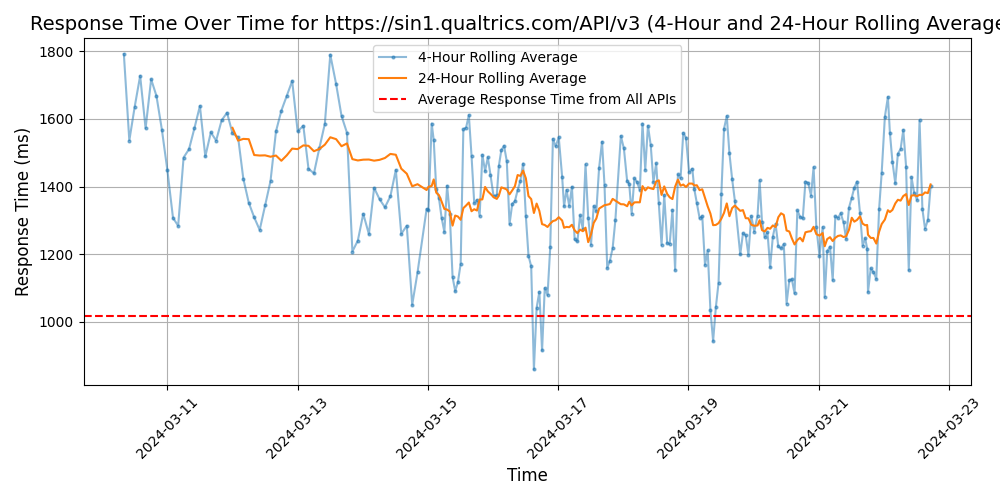 Response Time Over Time for https://sin1.qualtrics.com/API/v3 (4-Hour and 24-Hour Rolling Average
4-Hour Rolling Average
24-Hour Rolling Average
Average Response Time from All APIs
Response Time (ms)
1800
1600
1400
1200
1000
2024-03-11
2024-03-13
2024-03-15
2024-03-17
2024-03-19
2024-03-21
2024-03-23
Time